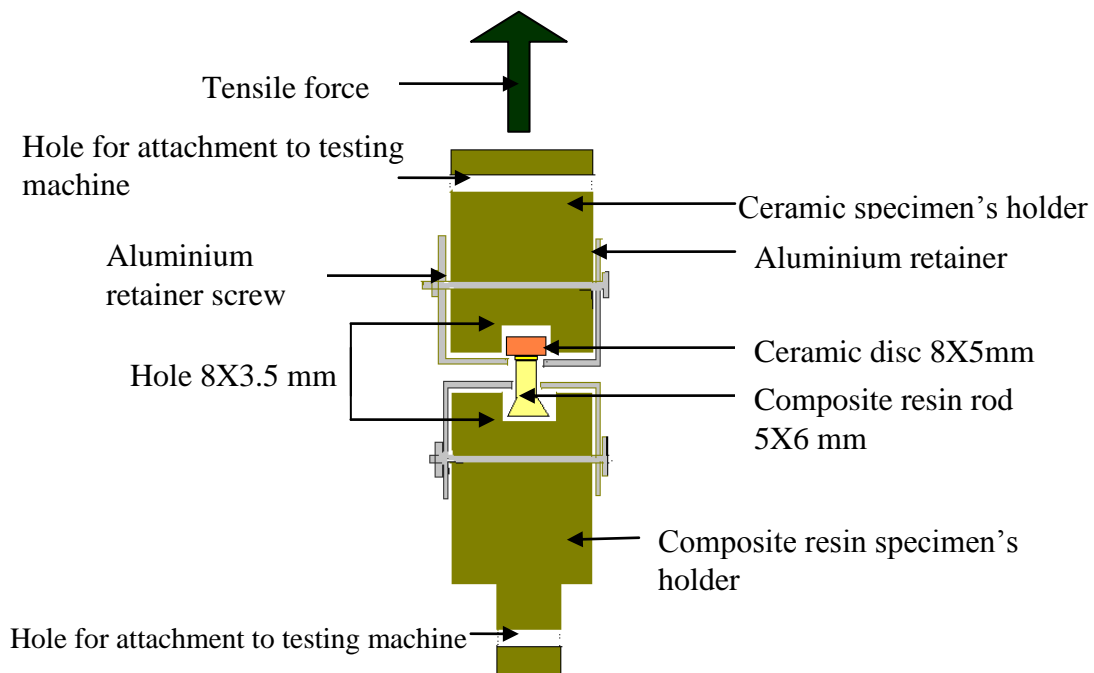 Tensile force
Hole for attachment to testing
machine
Ceramic specimen's holder
Aluminium
retainer screw
Aluminium retainer
Hole 8X3.5 mm
Ceramic disc 8X5mm
Composite resin rod
5X6 mm
Composite resin specimen's
holder
Hole for attachment to testing machine